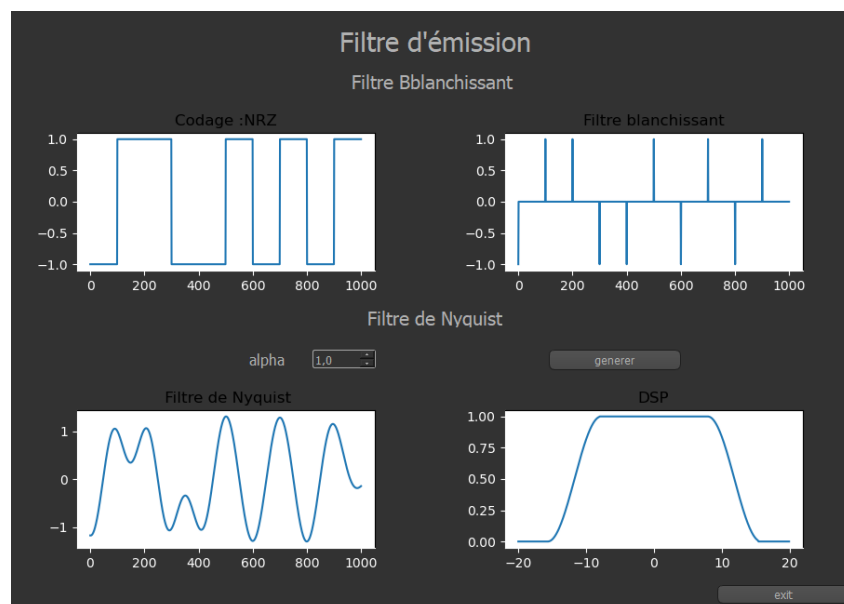 Filtre d'émission
Filtre Bblanchissant
Codage :NRZ
Filtre blanchissant
1.0
0.5
0.0
−0.5
−1.0
0 200 400 600 800 1000
1.0
0.5
0.0
−0.5
−1.0
0 200 400 600 800 1000
Filtre de Nyquist
alpha 1,0 generer
Filtre de Nyquist
DSP
1
0
−1
0 200 400 600 800 1000
1.00
0.75
0.50
0.25
0.00
−20 −10 0 10 20
exit